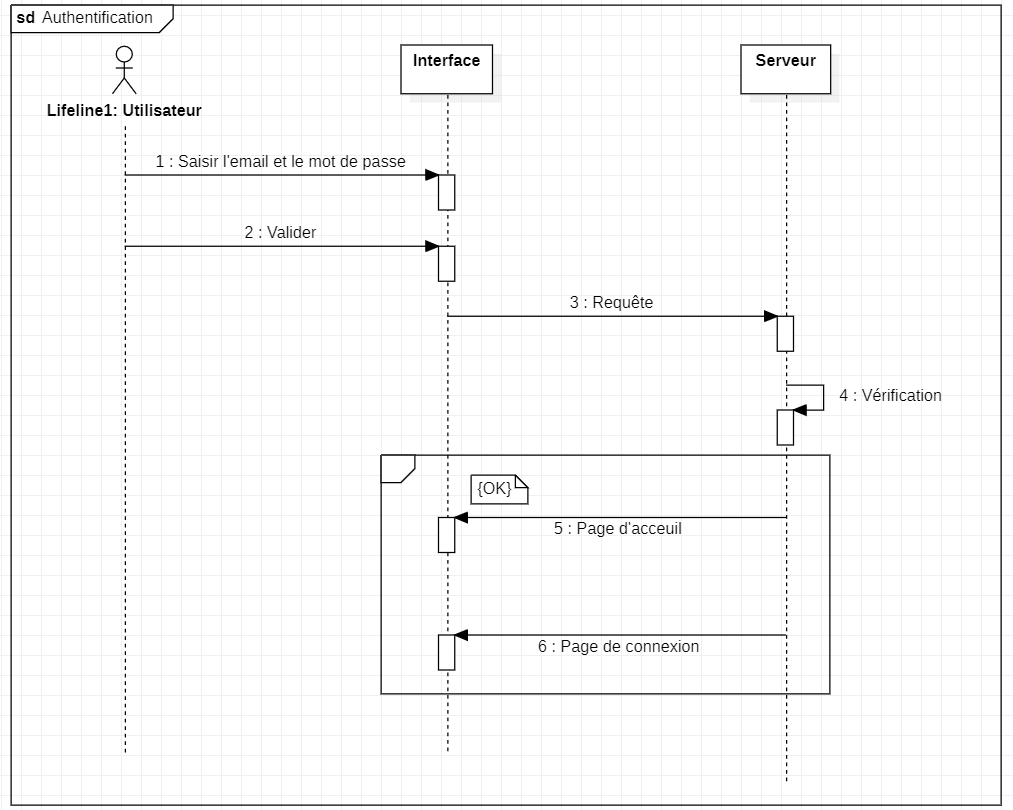 sd Authentification
Lifeline1: Utilisateur
Interface
Serveur
1 : Saisir l'email et le mot de passe
2 : Valider
3 : Requête
4 : Vérification
{OK}
5 : Page d'acceuil
6 : Page de connexion